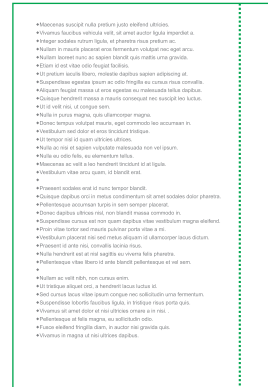 •Maecenas suscipit nulla pretium justo eleifend ultricies.
•Vivamus faucibus vehicula velit, sit amet auctor ligula imperdiet a.
•Integer sodales rutrum ligula, et pharetra risus pretium ac.
•Nullam in mauris placerat eros fermentum volutpat nec eget arcu.
•Nullam laoreet nunc ac sapien blandit quis mattis urna gravida.
•Etiam id est vitae odio feugiat facilisis.
•Ut pretium iaculis libero, molestie dapibus sapien adipiscing at.
•Suspendisse egestas ipsum ac odio fringilla eu cursus risus convallis.
•Aliquam feugiat massa ut eros egestas eu malesuada tellus dapibus.
•Quisque hendrerit massa a mauris consequat nec suscipit leo luctus.
•Ut id velit nisi, ut congue sem.
•Nulla in purus magna, quis ullamcorper magna.
•Donec tempus volutpat mauris, eget commodo leo accumsan in.
•Vestibulum sed dolor et eros tincidunt tristique.
•Ut tempor nisl id quam ultricies ultrices.
•Nulla ac nisi et sapien vulputate malesuada non vel ipsum.
•Nulla eu odio felis, eu elementum tellus.
•Maecenas ac velit a leo hendrerit tincidunt id at ligula.
•Vestibulum vitae arcu quam, id blandit erat.
•
•Praesent sodales erat id nunc tempor blandit.
•Quisque dapibus orci in metus condimentum sit amet sodales dolor pharetra.
•Pellentesque accumsan turpis in sem semper placerat.
•Donec dapibus ultrices nisl, non blandit massa commodo in.
•Suspendisse cursus est non quam dapibus vitae vestibulum magna eleifend.
•Proin vitae tortor sed mauris pulvinar porta vitae a mi.
•Vestibulum placerat nisi sed metus aliquam id ullamcorper lacus dictum.
•Praesent id ante nisi, convallis lacinia risus.
•Nulla hendrerit est at nisl sagittis eu viverra felis pharetra.
•Pellentesque vitae libero id ante blandit pellentesque et vel sem.
•
•Nullam ac velit nibh, non cursus enim.
•Ut tristique aliquet orci, a hendrerit lacus luctus id.
•Sed cursus lacus vitae ipsum congue nec sollicitudin urna fermentum.
•Suspendisse lobortis faucibus ligula, in tristique risus porta quis.
•Vivamus sit amet dolor et nisi ultrices ornare a in nisi. .
•Pellentesque at felis magna, eu sollicitudin odio.
•Fusce eleifend fringilla diam, in auctor nisi gravida quis.
•Vivamus in magna ut nisi ultrices dapibus.